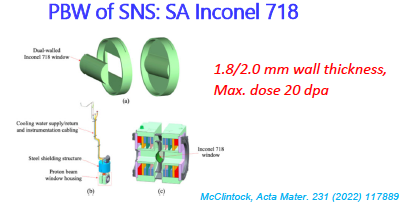 PBW of SNS: SA Inconel 718
Dual-walled
Inconel 718 window
1.8/2.0 mm wall thickness,
Max. dose 20 dpa
(a)
Cooling water supply/return
and instrumentation-cabling
Steel shielding structure
Proton beam
window housing
(b)
Inconel 718
window
(c)
McClintock, Acta Mater. 231 (2022) 117889